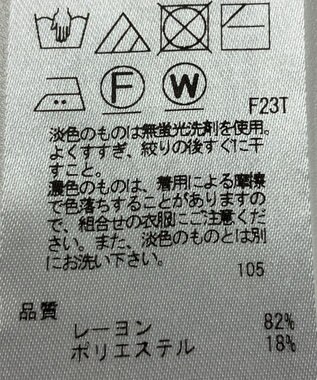 F W
F23T
淡色のものは無蛍光洗剤を使用。
よくすすぎ、絞りの後すぐに干
すこと。
濃色のものは、着用による摩擦
で色落ちすることがありますの
で、組合せの衣服にご注意くだ
さい。また、淡色のものとは別
にお洗い下さい。
105
品質
レーヨン 82%
ポリエステル 18%